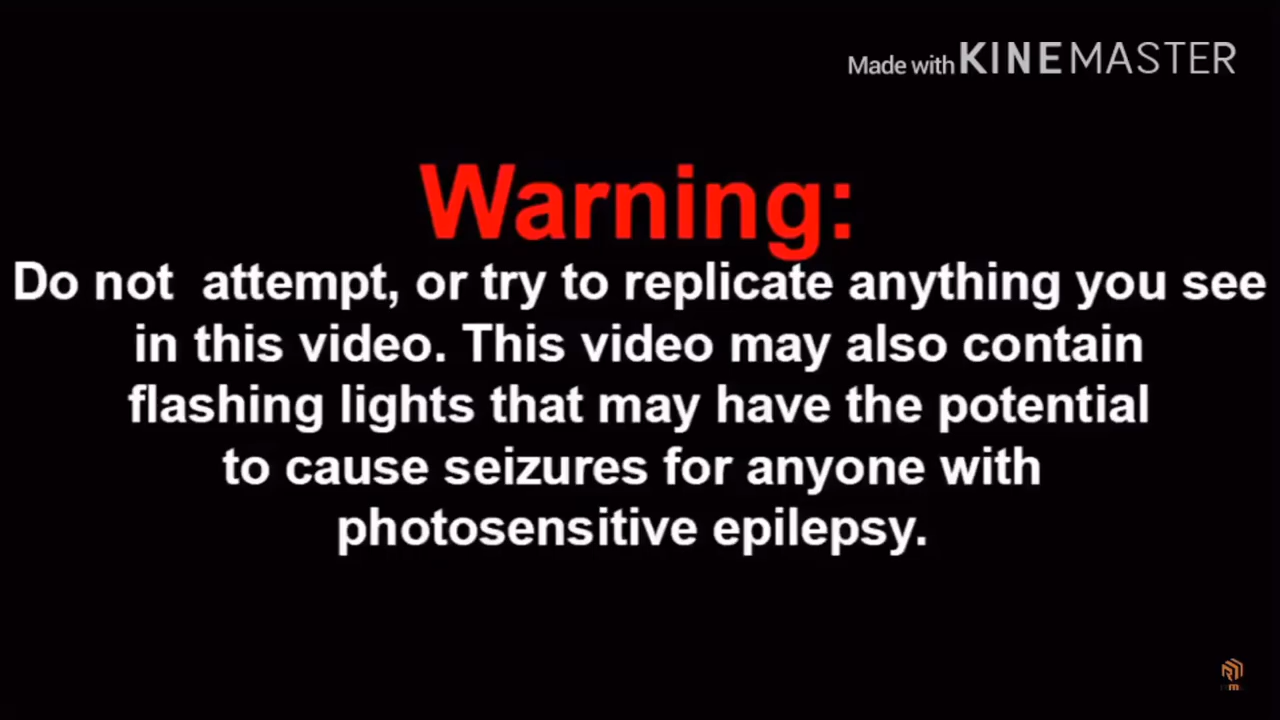 Made with KINEMASTER
Warning:
Do not  attempt, or try to replicate anything you see
in this video. This video may also contain
flashing lights that may have the potential
to cause seizures for anyone with
photosensitive epilepsy.